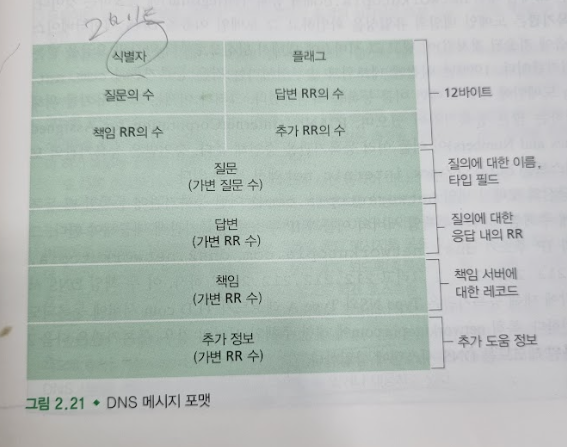 2바이트
식별자 플래그
질문의 수 답변 RR의 수
12바이트
책임 RR의 수 추가 RR의 수
질문
(가변 질문 수)
질의에 대한 이름,
타입 필드
답변
(가변 RR 수)
질의에 대한
응답 내의 RR
책임
(가변 RR 수)
책임 서버에
대한 레코드
추가 정보
(가변 RR 수)
추가 도움 정보
그림 2.21 ◆ DNS 메시지 포맷